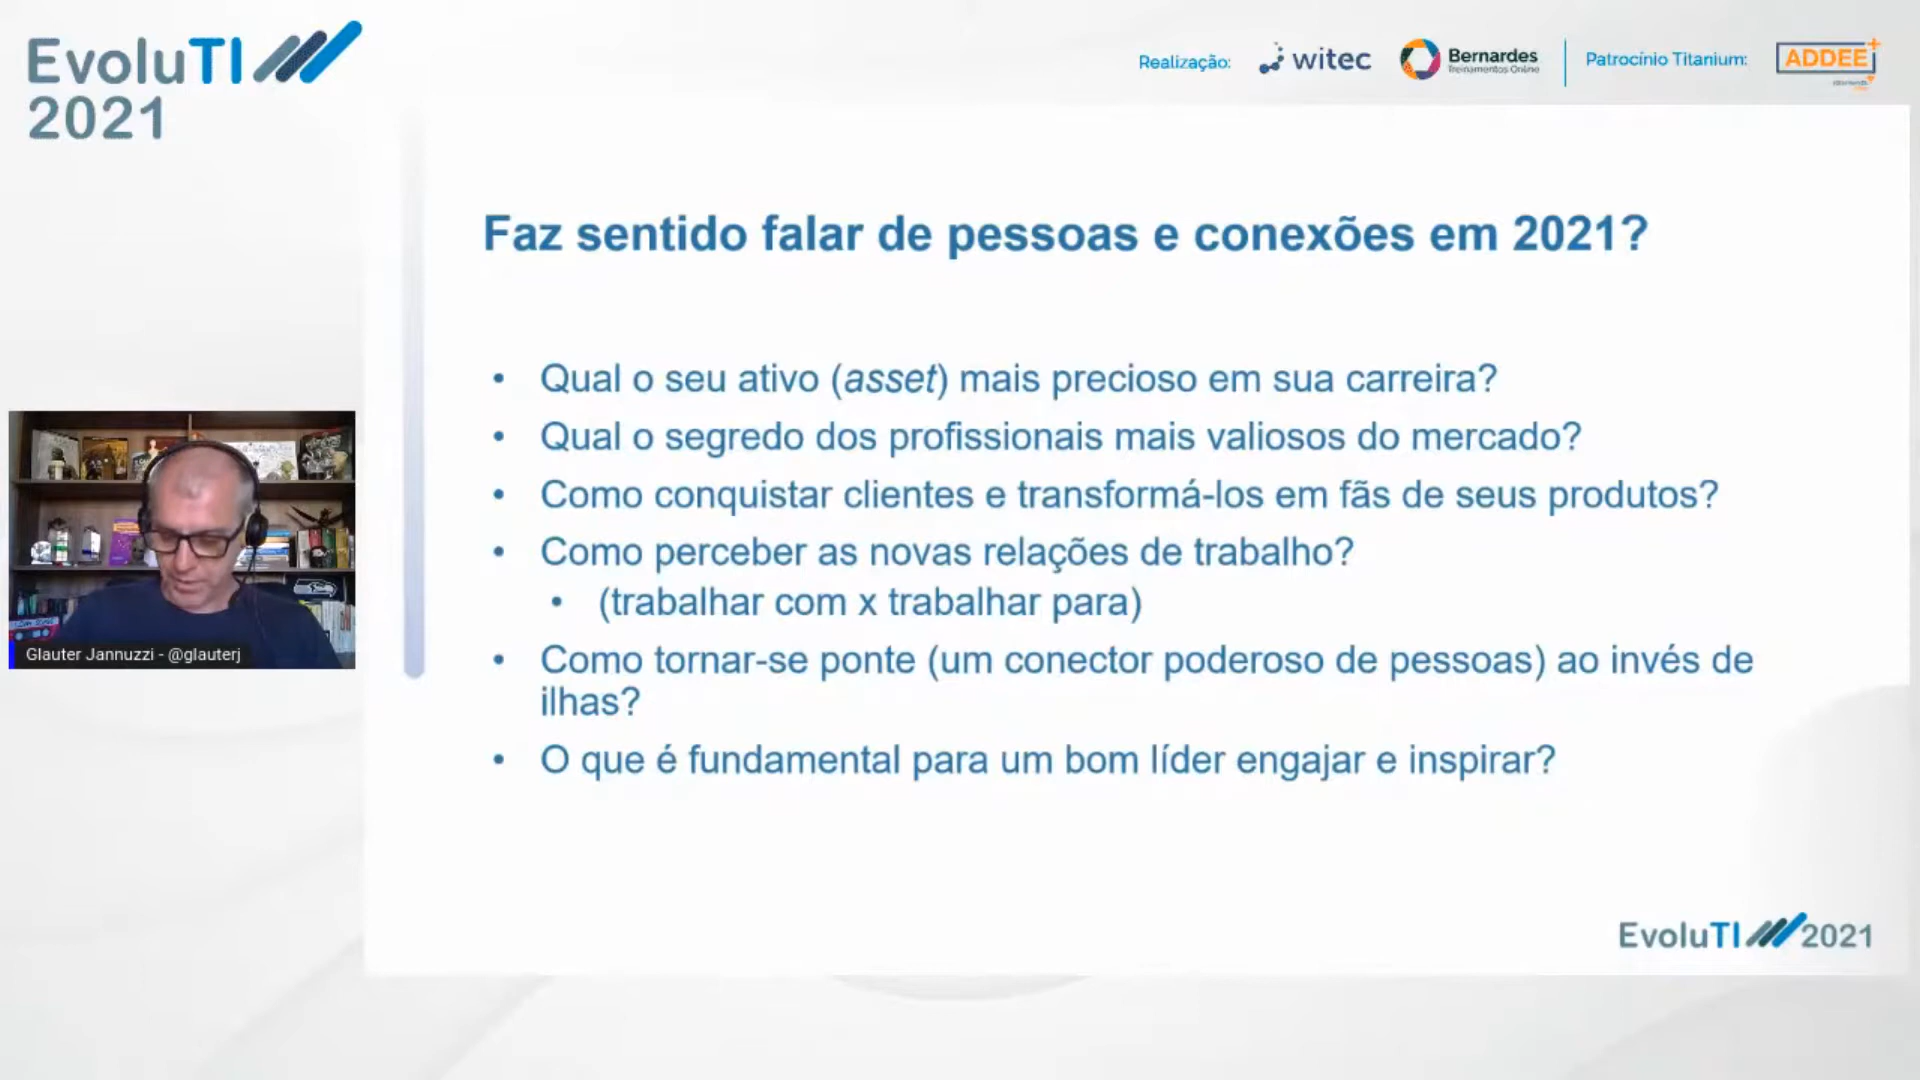 EvoluTI
2021
Realização:
witec
Bernardes
Treinamentos Online
Patrocínio Titanium:
ADDEE
Faz sentido falar de pessoas e conexões em 2021?
• Qual o seu ativo (asset) mais precioso em sua carreira?
• Qual o segredo dos profissionais mais valiosos do mercado?
• Como conquistar clientes e transformá-los em fãs de seus produtos?
• Como perceber as novas relações de trabalho?
• (trabalhar com x trabalhar para)
• Como tornar-se ponte (um conector poderoso de pessoas) ao invés de
ilhas?
• O que é fundamental para um bom líder engajar e inspirar?
Glauter Jannuzzi - @glauterj
EvoluTI 2021